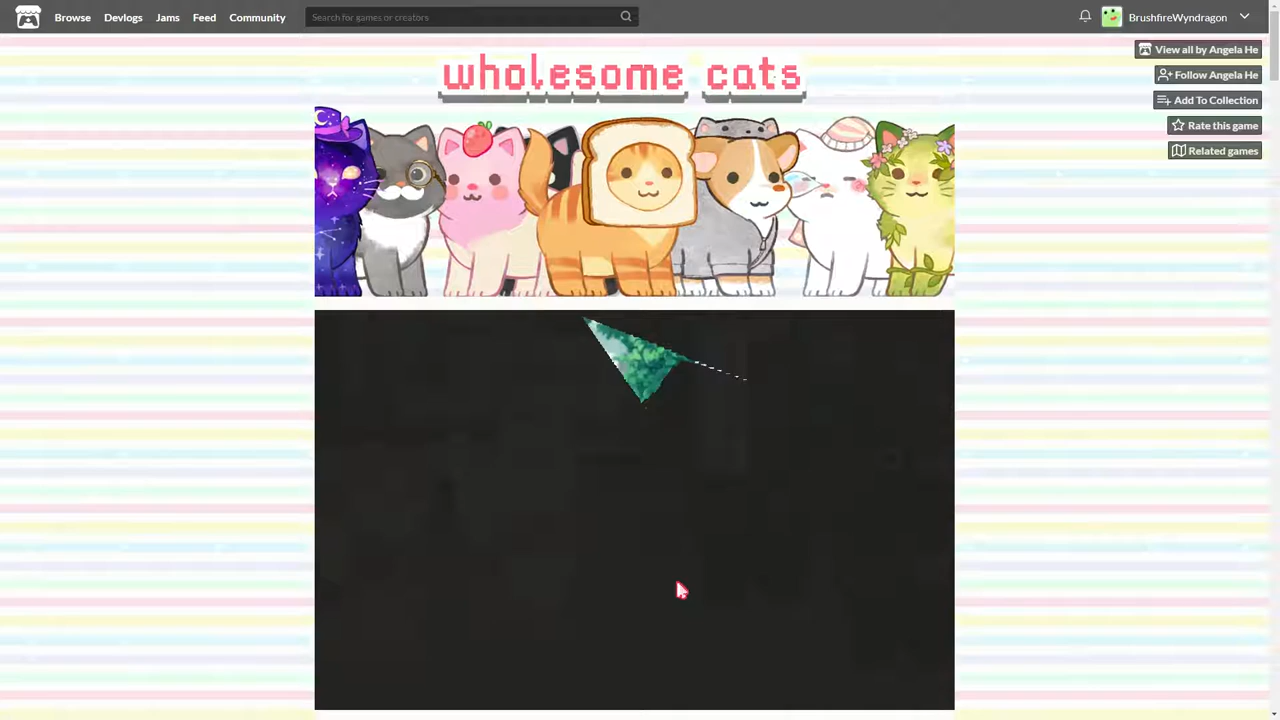 Browse Devlogs Jams Feed Community Search for games or creators BrushfireWyndragon
View all by Angela He
Follow Angela He
Add To Collection
Rate this game
Related games
wholesome cats